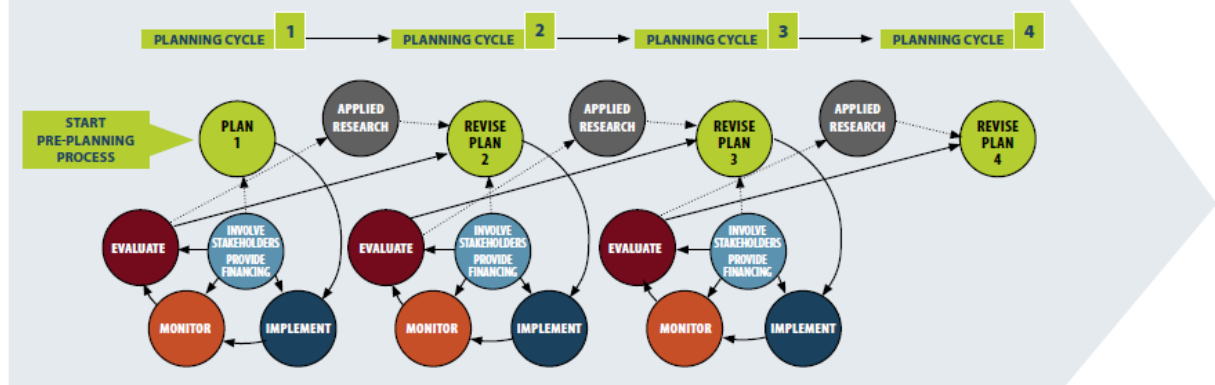 PLANNING CYCLE 1
PLANNING CYCLE 2
PLANNING CYCLE 3
PLANNING CYCLE 4
START
PRE-PLANNING
PROCESS
PLAN
1
APPLIED
RESEARCH
REVISE
PLAN
2
APPLIED
RESEARCH
REVISE
PLAN
3
APPLIED
RESEARCH
REVISE
PLAN
4
EVALUATE
INVOLVE
STAKEHOLDERS
PROVIDE
FINANCING
MONITOR
IMPLEMENT
EVALUATE
INVOLVE
STAKEHOLDERS
PROVIDE
FINANCING
MONITOR
IMPLEMENT
EVALUATE
INVOLVE
STAKEHOLDERS
PROVIDE
FINANCING
MONITOR
IMPLEMENT